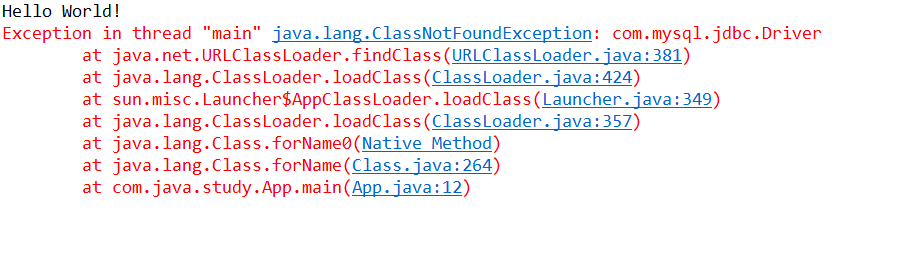 Hello World!
Exception in thread "main" java.lang.ClassNotFoundException: com.mysql.jdbc.Driver
at java.net.URLClassLoader.findClass(URLClassLoader.java:381)
at java.lang.ClassLoader.loadClass(ClassLoader.java:424)
at sun.misc.Launcher$AppClassLoader.loadClass(Launcher.java:349)
at java.lang.ClassLoader.loadClass(ClassLoader.java:357)
at java.lang.Class.forName0(Native Method)
at java.lang.Class.forName(Class.java:264)
at com.java.study.App.main(App.java:12)